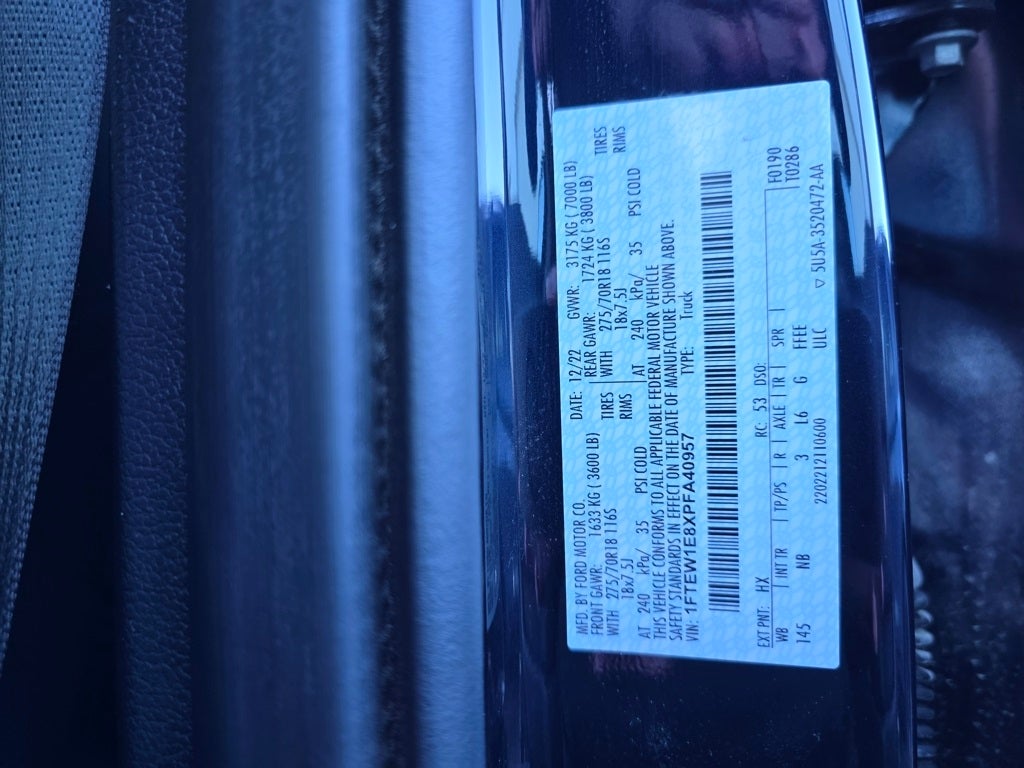 MFD. BY FORD MOTOR CO.
DATE: 12/22 GVWR: 3175 KG ( 7000 LB)
FRONT GAWR: 1633 KG ( 3600 LB)
REAR GAWR: 1724 KG ( 3800 LB)
WITH 275/70R18 116S TIRES
WITH 275/70R18 116S TIRES
18x7.5J RIMS
18x7.5J RIMS
AT 240 kPa/ 35 PSI COLD
AT 240 kPa/ 35 PSI COLD
THIS VEHICLE CONFORMS TO ALL APPLICABLE FEDERAL MOTOR VEHICLE
SAFETY STANDARDS IN EFFECT ON THE DATE OF MANUFACTURE SHOWN ABOVE.
VIN: 1FTEW1E8XPFA40957 TYPE: Truck
EXT PNT: HX RC: 53 DSO: F0190
WB | INT TR | TP/PS | R | AXLE | TR | SPR | T0286
145 NB 3 L6 G FFEE
220221210600 ULC ▽ 5U5A-3520472-AA